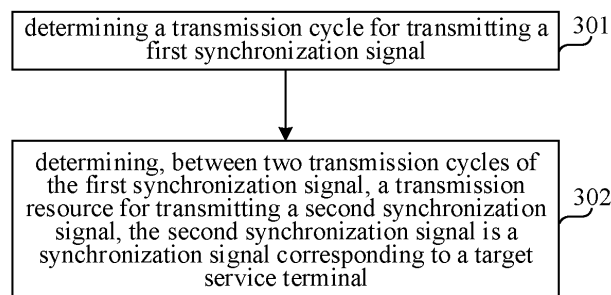 determining a transmission cycle for transmitting a
first synchronization signal
301
determining, between two transmission cycles of
the first synchronization signal, a transmission
resource for transmitting a second synchronization
signal, the second synchronization signal is a
synchronization signal corresponding to a target
service terminal
302